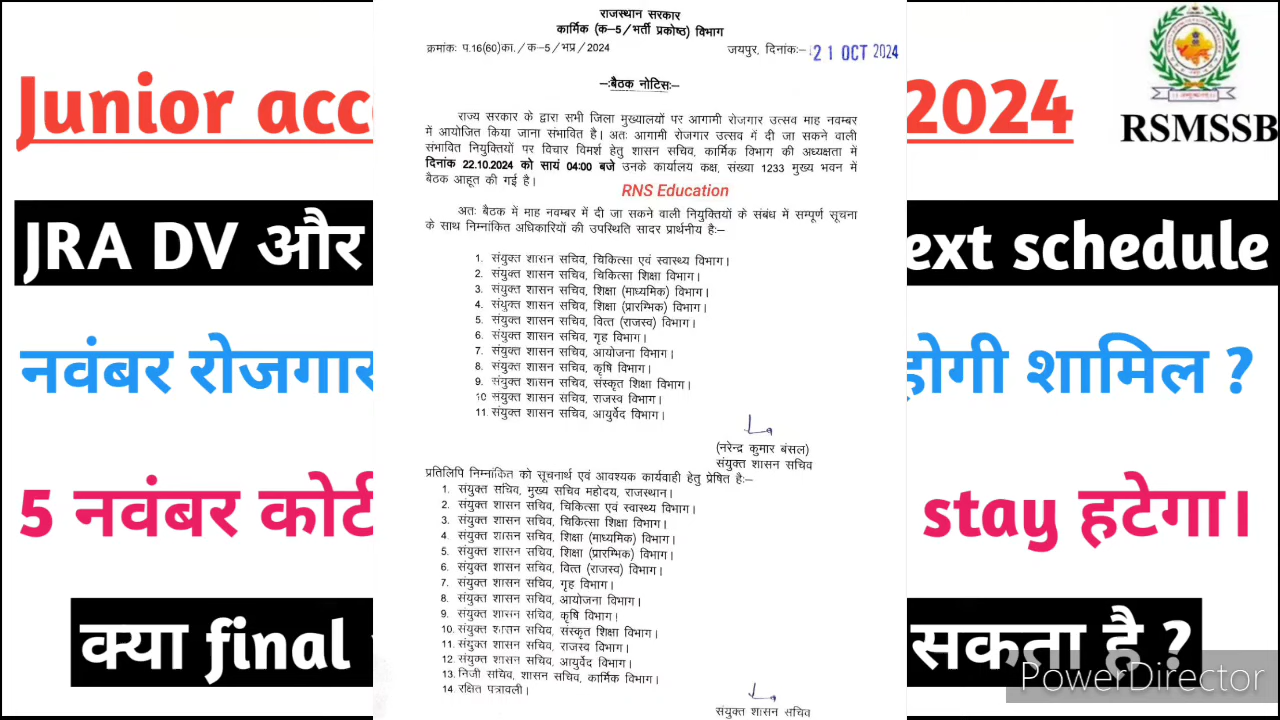 राजस्थान सरकार
कार्मिक (क–5/भर्ती प्रकोष्ठ) विभाग
क्रमांकः प.16(60)का./क–5/भप्र/2024 जयपुर, दिनांकः– 21 OCT 2024
–:बैठक नोटिस:–
राज्य सरकार के द्वारा सभी जिला मुख्यालयों पर आगामी रोजगार उत्सव माह नवम्बर
में आयोजित किया जाना संभावित है। अतः आगामी रोजगार उत्सव में दी जा सकने वाली
संभावित नियुक्तियों पर विचार विमर्श हेतु शासन सचिव, कार्मिक विभाग की अध्यक्षता में
दिनांक 22.10.2024 को सायं 04:00 बजे उनके कार्यालय कक्ष, संख्या 1233 मुख्य भवन में
बैठक आहूत की गई है।
RNS Education
अतः बैठक में माह नवम्बर में दी जा सकने वाली नियुक्तियों के संबंध में सम्पूर्ण सूचना
के साथ निम्नांकित अधिकारियों की उपस्थिति सादर प्रार्थनीय है:–
1. संयुक्त शासन सचिव, चिकित्सा एवं स्वास्थ्य विभाग।
2. संयुक्त शासन सचिव, चिकित्सा शिक्षा विभाग।
3. संयुक्त शासन सचिव, शिक्षा (माध्यमिक) विभाग।
4. संयुक्त शासन सचिव, शिक्षा (प्रारम्भिक) विभाग।
5. संयुक्त शासन सचिव, वित्त (राजस्व) विभाग।
6. संयुक्त शासन सचिव, गृह विभाग।
7. संयुक्त शासन सचिव, आयोजना विभाग।
8. संयुक्त शासन सचिव, कृषि विभाग।
9. संयुक्त शासन सचिव, संस्कृत शिक्षा विभाग।
10. संयुक्त शासन सचिव, राजस्व विभाग।
11. संयुक्त शासन सचिव, आयुर्वेद विभाग।
(नरेन्द्र कुमार बंसल)
संयुक्त शासन सचिव
प्रतिलिपि निम्नांकित को सूचनार्थ एवं आवश्यक कार्यवाही हेतु प्रेषित है:–
1. संयुक्त सचिव, मुख्य सचिव महोदय, राजस्थान।
2. संयुक्त शासन सचिव, चिकित्सा एवं स्वास्थ्य विभाग।
3. संयुक्त शासन सचिव, चिकित्सा शिक्षा विभाग।
4. संयुक्त शासन सचिव, शिक्षा (माध्यमिक) विभाग।
5. संयुक्त शासन सचिव, शिक्षा (प्रारम्भिक) विभाग।
6. संयुक्त शासन सचिव, वित्त (राजस्व) विभाग।
7. संयुक्त शासन सचिव, गृह विभाग।
8. संयुक्त शासन सचिव, आयोजना विभाग।
9. संयुक्त शासन सचिव, कृषि विभाग।
10. संयुक्त शासन सचिव, संस्कृत शिक्षा विभाग।
11. संयुक्त शासन सचिव, राजस्व विभाग।
12. संयुक्त शासन सचिव, आयुर्वेद विभाग।
13. निजी सचिव, शासन सचिव, कार्मिक विभाग।
14. रक्षित पत्रावली।
संयुक्त शासन सचिव
Junior acc 2024
RSMSSB
JRA DV और ext schedule
नवंबर रोजगार होगी शामिल ?
5 नवंबर कोर्ट stay हटेगा।
क्या final सकता है ?
PowerDirector